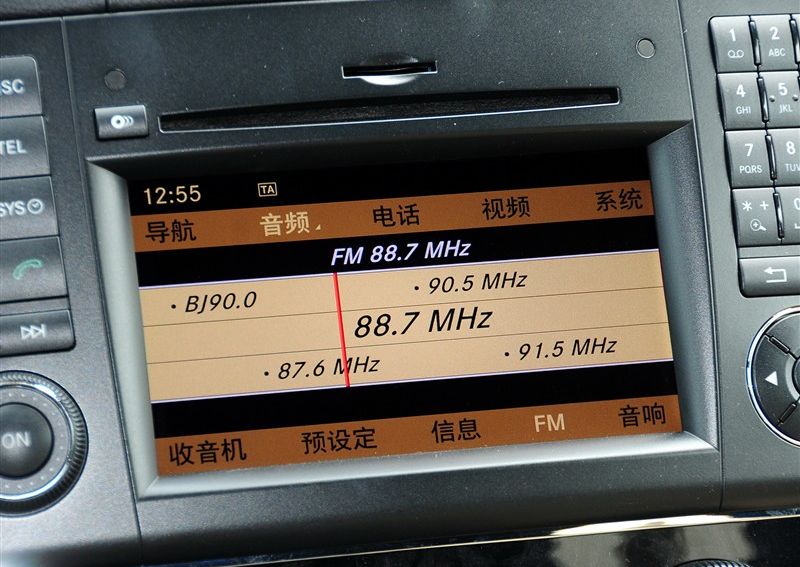 SC
TEL
SYS
ON
12:55 TA
导航 音频 电话 视频 系统
FM 88.7 MHz
BJ90.0 90.5 MHz
88.7 MHz
87.6 MHz 91.5 MHz
收音机 预设定 信息 FM 音响
1 2 ABC
4 GHI 5 JKL
7 PQRS 8 TUV
* +